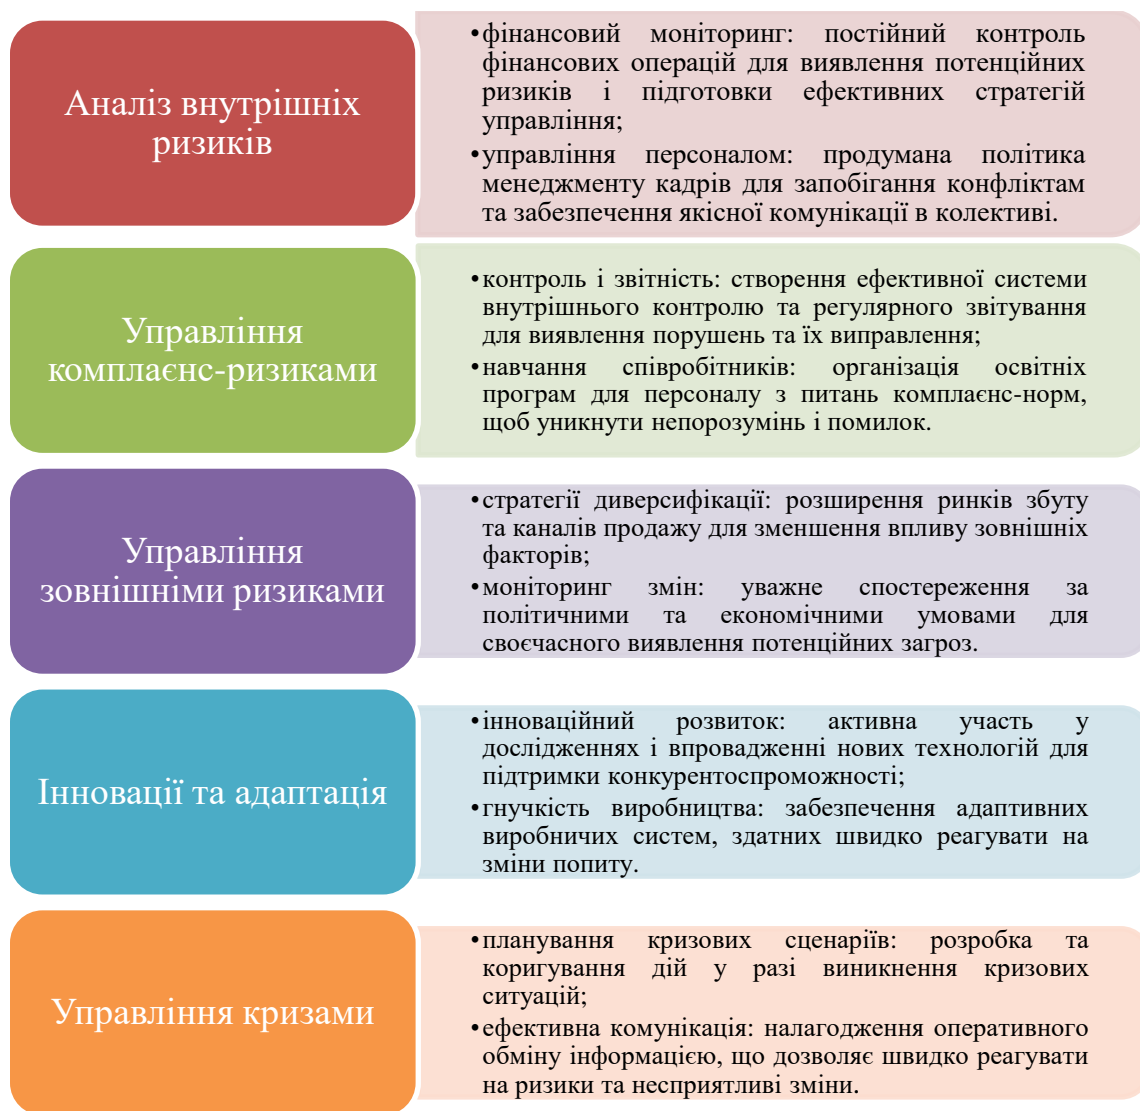 Аналіз внутрішніх
ризиків
•фінансовий моніторинг: постійний контроль
фінансових операцій для виявлення потенційних
ризиків і підготовки ефективних стратегій
управління;
•управління персоналом: продумана політика
менеджменту кадрів для запобігання конфліктам
та забезпечення якісної комунікації в колективі.
Управління
комплаєнс-ризиками
•контроль і звітність: створення ефективної системи
внутрішнього контролю та регулярного звітування
для виявлення порушень та їх виправлення;
•навчання співробітників: організація освітніх
програм для персоналу з питань комплаєнс-норм,
щоб уникнути непорозумінь і помилок.
Управління
зовнішніми ризиками
•стратегії диверсифікації: розширення ринків збуту
та каналів продажу для зменшення впливу зовнішніх
факторів;
•моніторинг змін: уважне спостереження за
політичними та економічними умовами для
своєчасного виявлення потенційних загроз.
Інновації та адаптація
•інноваційний розвиток: активна участь у
дослідженнях і впровадженні нових технологій для
підтримки конкурентоспроможності;
•гнучкість виробництва: забезпечення адаптивних
виробничих систем, здатних швидко реагувати на
зміни попиту.
Управління кризами
•планування кризових сценаріїв: розробка та
коригування дій у разі виникнення кризових
ситуацій;
•ефективна комунікація: налагодження оперативного
обміну інформацією, що дозволяє швидко реагувати
на ризики та несприятливі зміни.